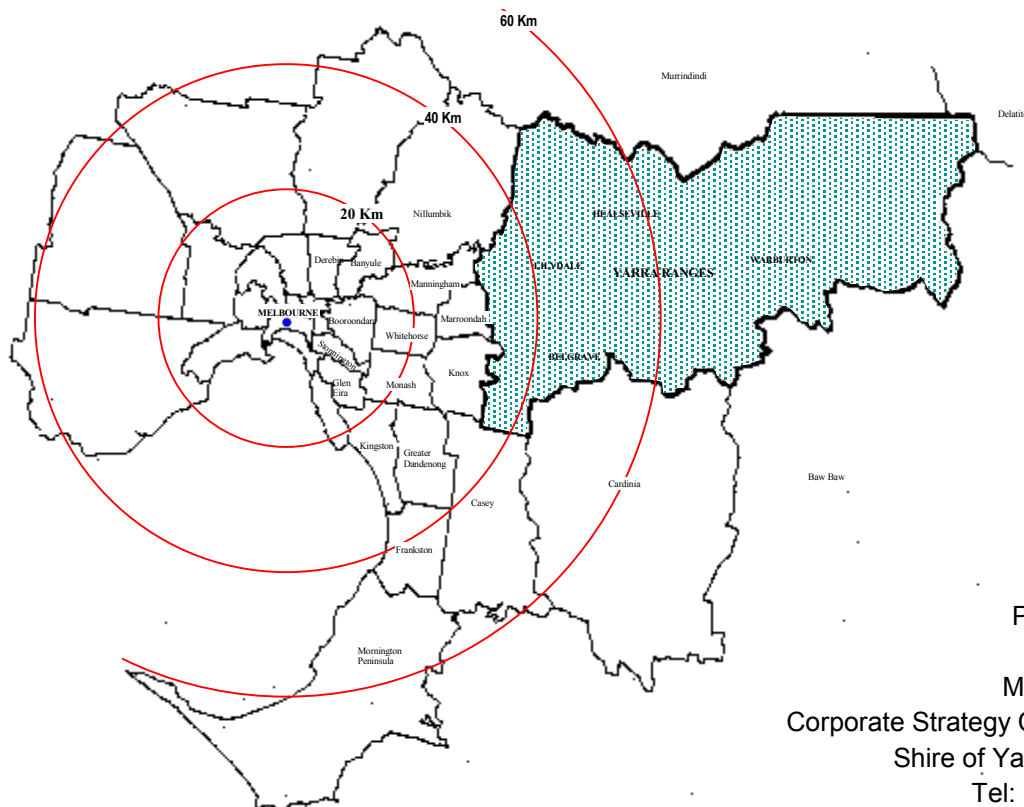 60 Km
Murrindindi
Delatite
40 Km
20 Km
Nillumbik
HEALSEVILLE
Derebin
Banyule
LILYDALE
YARRA RANGES
WARBURTON
Manningham
MELBOURNE
Booroondara
Marroondah
Whitehorse
Stonnington
BELGRAVE
Knox
Glen
Eira
Monash
Kingston
Greater
Dandenong
Cardinia
Baw Baw
Casey
Frankston
P
Mornington
Peninsula
M
Corporate Strategy
Shire of Ya
Tel: